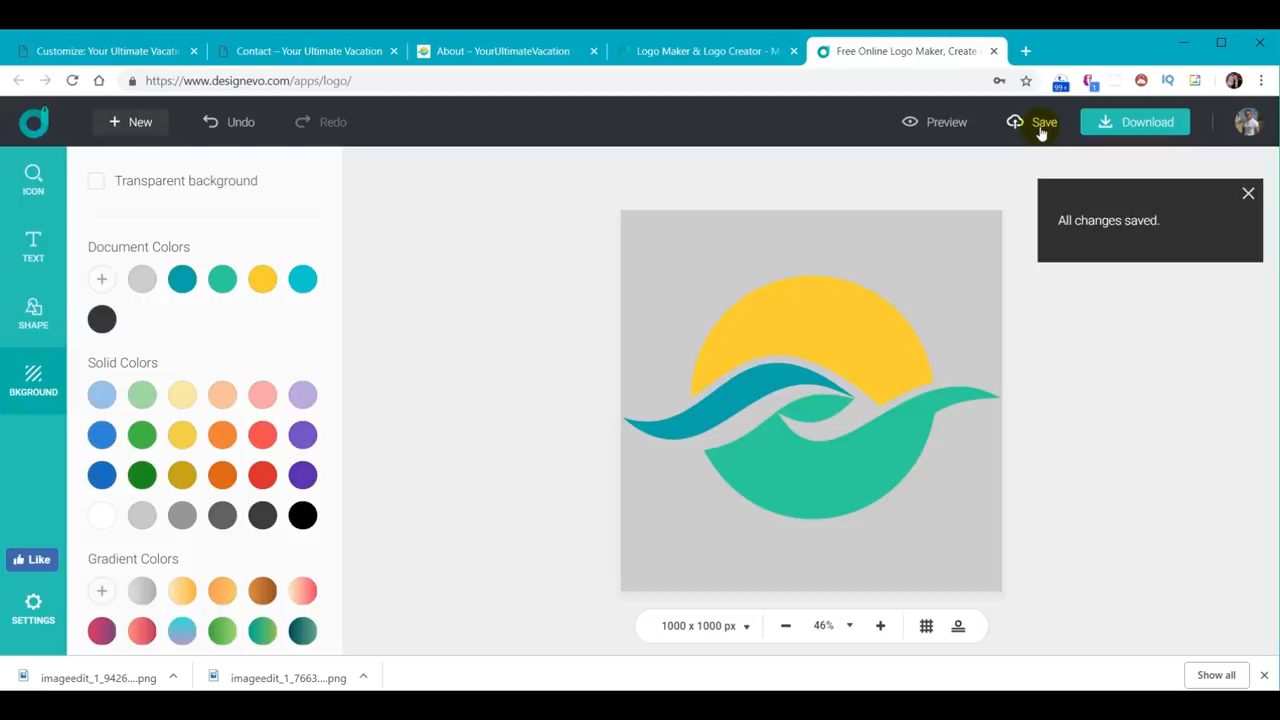 Customize: Your Ultimate Vacati
Contact – Your Ultimate Vacation
About – YourUltimateVacation
Logo Maker & Logo Creator - M
Free Online Logo Maker, Create
https://www.designevo.com/apps/logo/
99+
1
IQ
New
Undo
Redo
Preview
Save
Download
ICON
TEXT
SHAPE
BKGROUND
Like
SETTINGS
Transparent background
Document Colors
Solid Colors
Gradient Colors
All changes saved.
1000 x 1000 px
46%
imageedit_1_9426....png
imageedit_1_7663....png
Show all